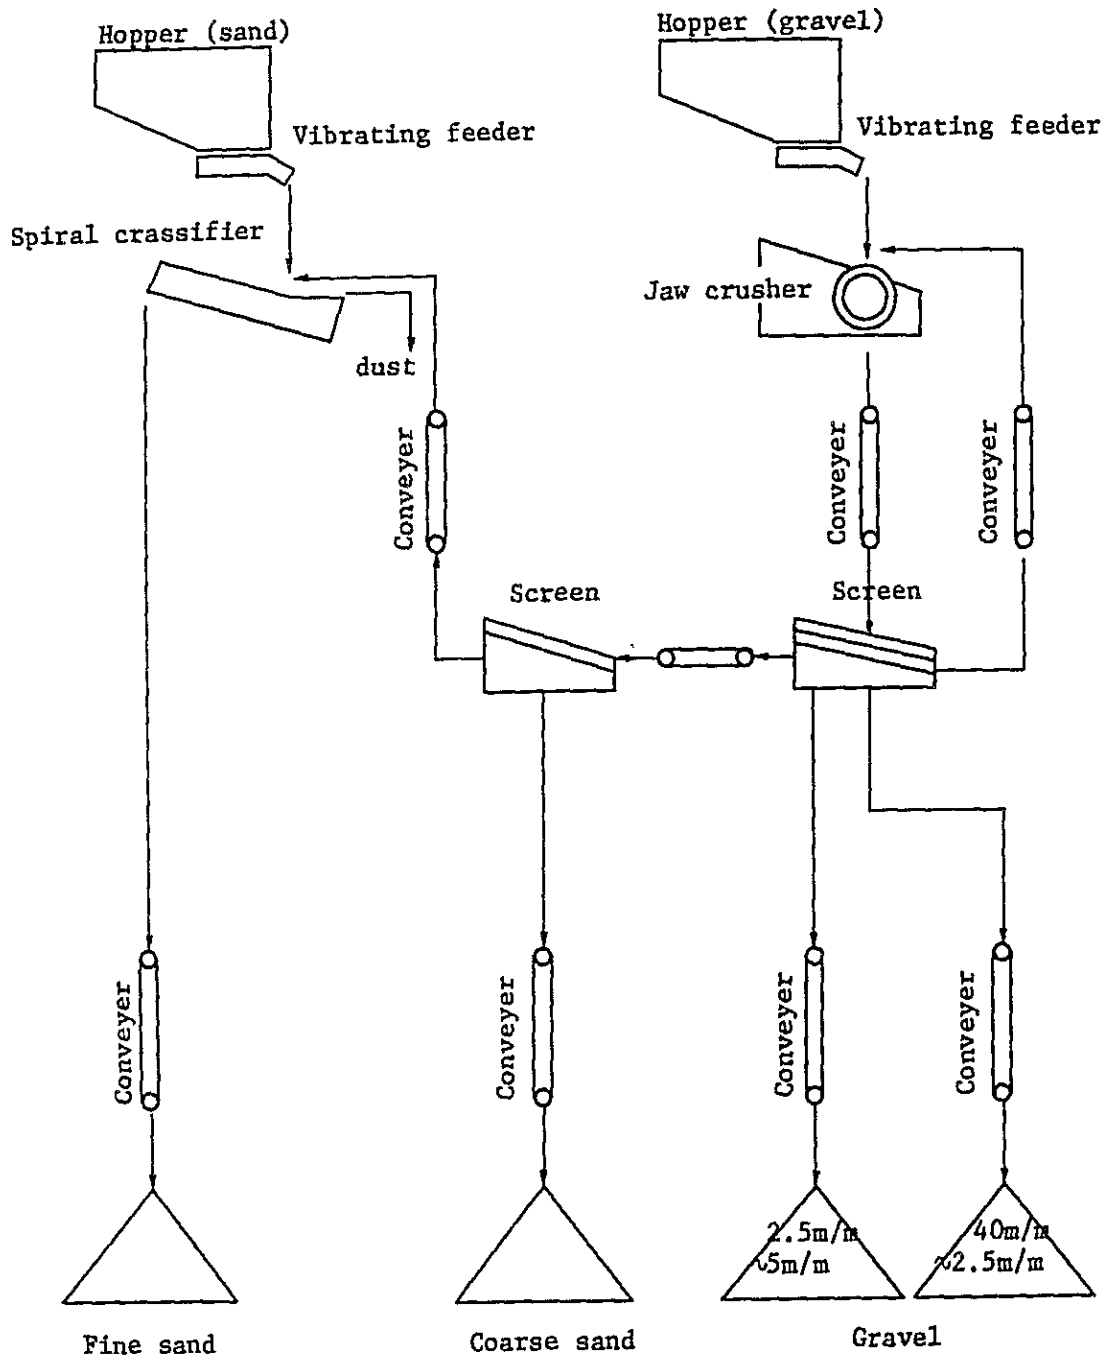 Hopper (sand)
Hopper (gravel)
Vibrating feeder
Vibrating feeder
Spiral crassifier
Jaw crusher
dust
Conveyer
Conveyer
Conveyer
Screen
Screen
Conveyer
Conveyer
Conveyer
Conveyer
2.5m/m
~5m/m
40m/m
~2.5m/m
Fine sand
Coarse sand
Gravel